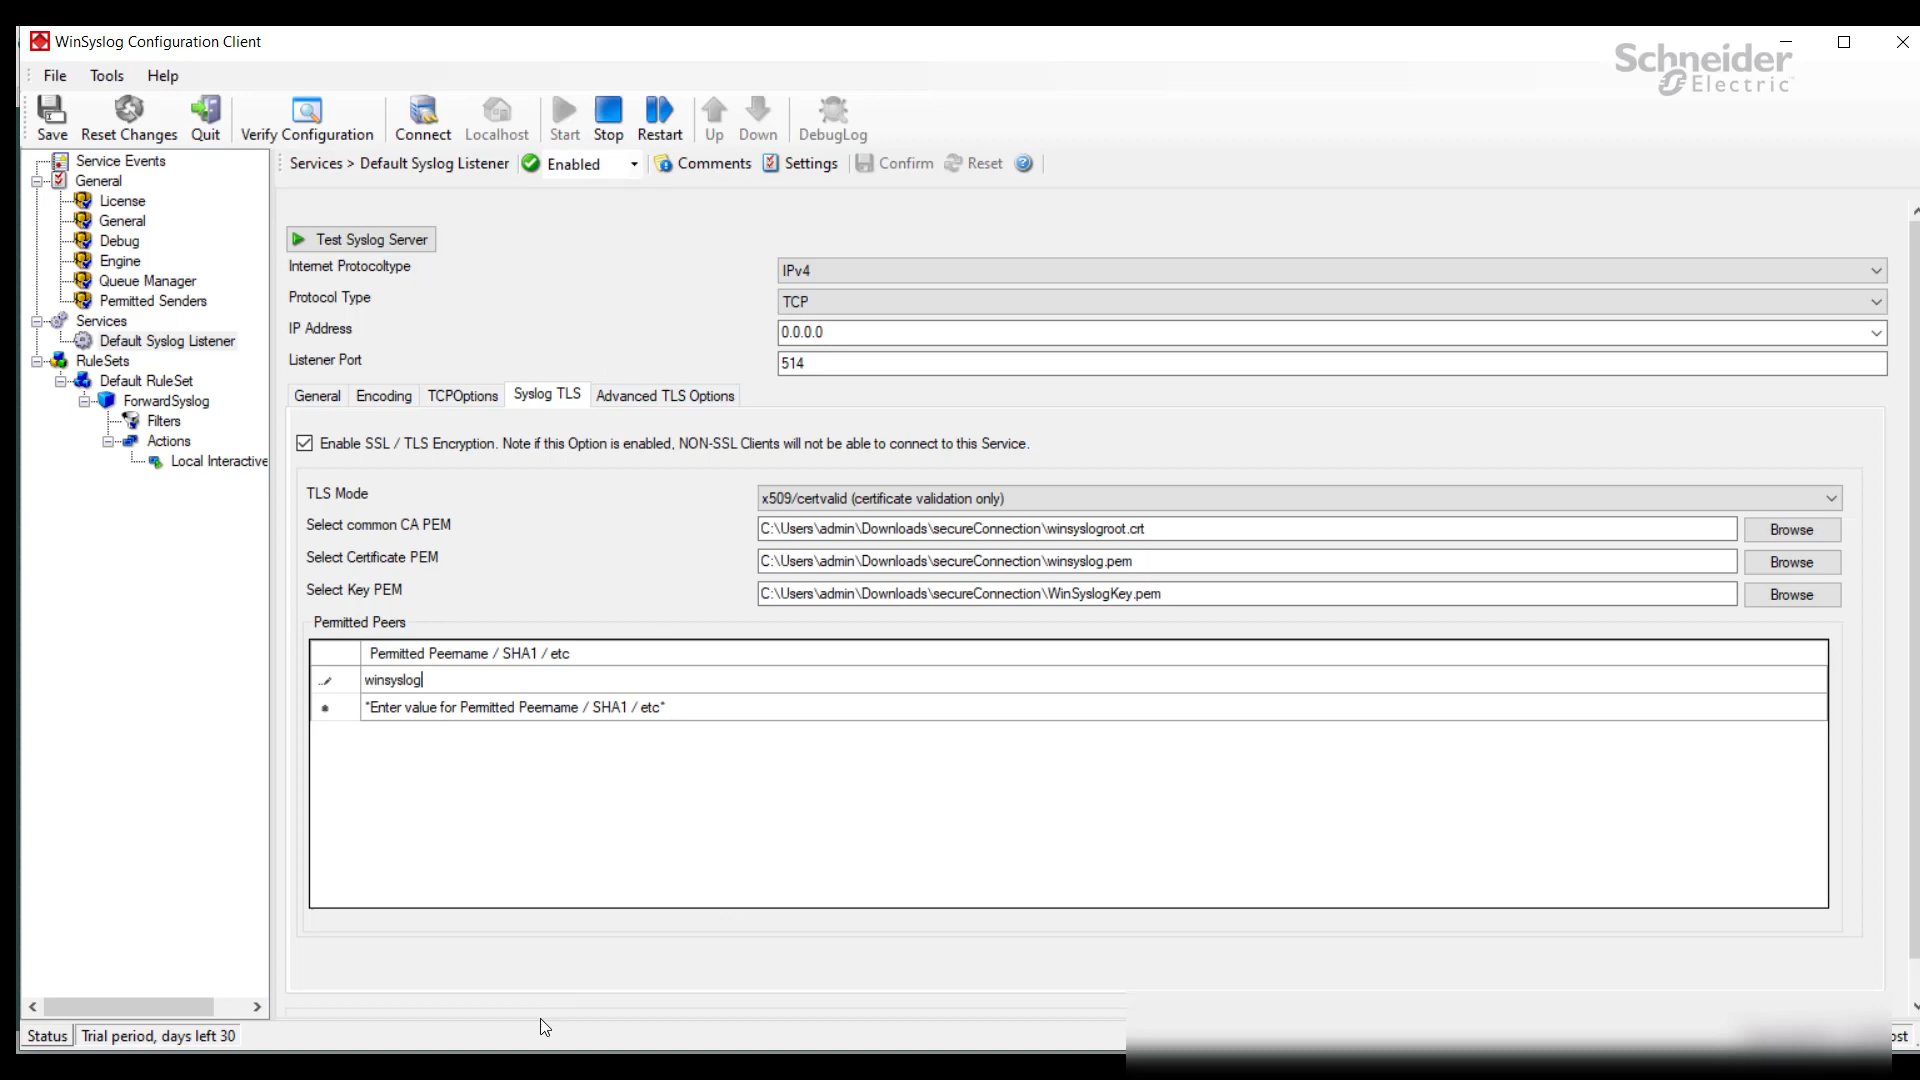 WinSyslog Configuration Client
Schneider
Electric
File Tools Help
Save Reset Changes Quit Verify Configuration Connect Localhost Start Stop Restart Up Down DebugLog
Services > Default Syslog Listener Enabled Comments Settings Confirm Reset
Service Events
General
License
General
Debug
Engine
Queue Manager
Permitted Senders
Services
Default Syslog Listener
RuleSets
Default RuleSet
ForwardSyslog
Filters
Actions
Local Interactive
Test Syslog Server
Internet Protocoltype IPv4
Protocol Type TCP
IP Address 0.0.0.0
Listener Port 514
General Encoding TCPOptions Syslog TLS Advanced TLS Options
Enable SSL / TLS Encryption. Note if this Option is enabled, NON-SSL Clients will not be able to connect to this Service.
TLS Mode x509/certvalid (certificate validation only)
Select common CA PEM C:\Users\admin\Downloads\secureConnection\winsyslogroot.crt Browse
Select Certificate PEM C:\Users\admin\Downloads\secureConnection\winsyslog.pem Browse
Select Key PEM C:\Users\admin\Downloads\secureConnection\WinSyslogKey.pem Browse
Permitted Peers
Permitted Peername / SHA1 / etc
winsyslog
*Enter value for Permitted Peername / SHA1 / etc*
Status Trial period, days left 30